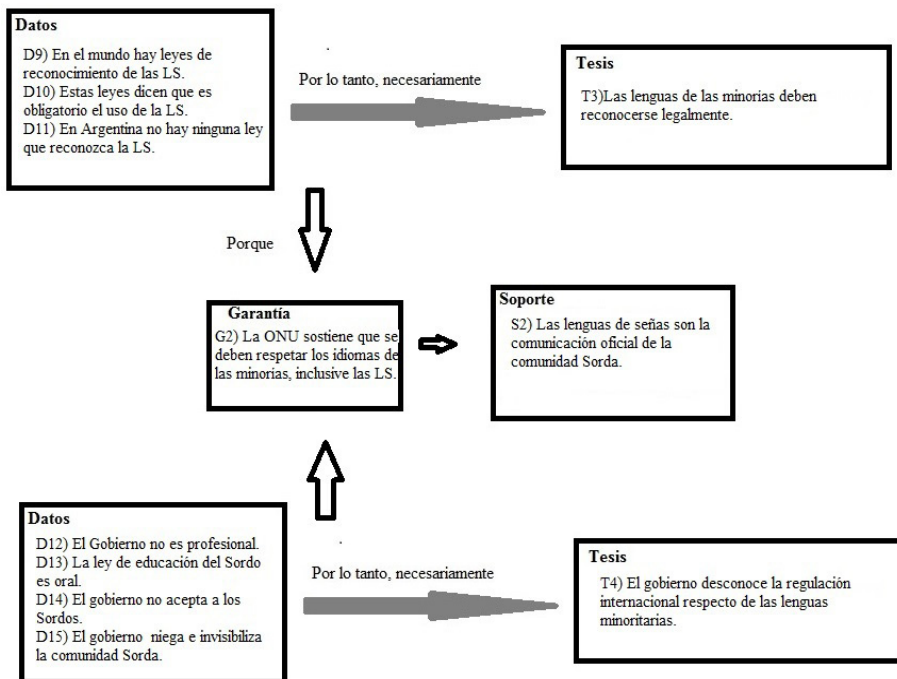 Datos
D9) En el mundo hay leyes de
reconocimiento de las LS.
D10) Estas leyes dicen que es
obligatorio el uso de la LS.
D11) En Argentina no hay ninguna ley
que reconozca la LS.
Por lo tanto, necesariamente
Tesis
T3)Las lenguas de las minorias deben
reconocerse legalmente.
Porque
Garantía
G2) La ONU sostiene que se
deben respetar los idiomas de
las minorías, inclusive las LS.
Soporte
S2) Las lenguas de señas son la
comunicación oficial de la
comunidad Sorda.
Datos
D12) El Gobierno no es profesional.
D13) La ley de educación del Sordo
es oral.
D14) El gobierno no acepta a los
Sordos.
D15) El gobierno niega e invisibiliza
la comunidad Sorda.
Por lo tanto, necesariamente
Tesis
T4) El gobierno desconoce la regulación
internacional respecto de las lenguas
minoritarias.